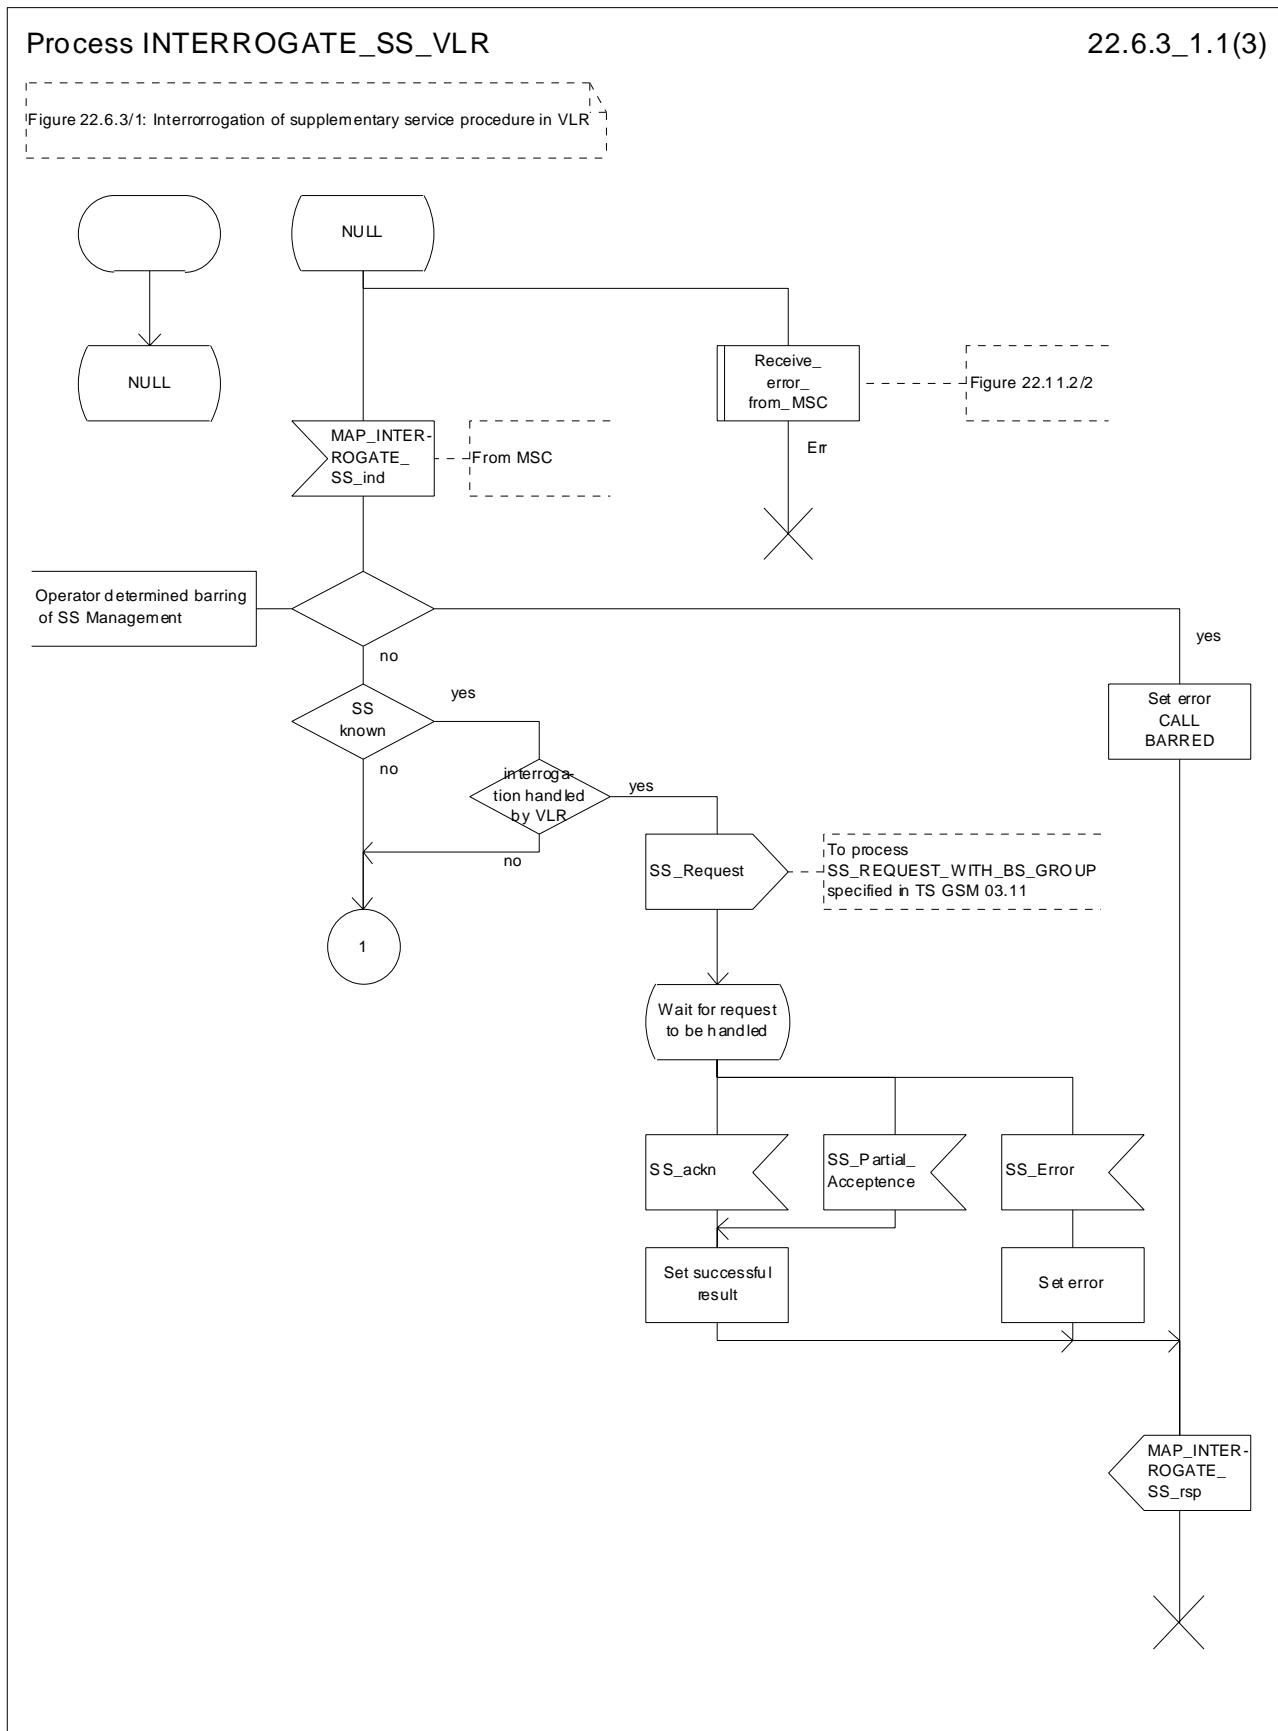 Process INTERROGATE_SS_VLR
22.6.3_1.1(3)
Figure 22.6.3/1: Interrorrogation of supplementary service procedure in VLR
NULL
NULL
Receive_
error_
from_MSC
Figure 22.11.2/2
MAP_INTER-
ROGATE_
SS_ind
From MSC
Err
Operator determined barring
of SS Management
yes
no
SS
known
yes
no
Set error
CALL
BARRED
interroga-
tion handled
by VLR
yes
no
SS_Request
To process
SS_REQUEST_WITH_BS_GROUP
specified in TS GSM 03.11
1
Wait for request
to be handled
SS_ackn
SS_Partial_
Acceptence
SS_Error
Set successful
result
Set error
MAP_INTER-
ROGATE_
SS_rsp